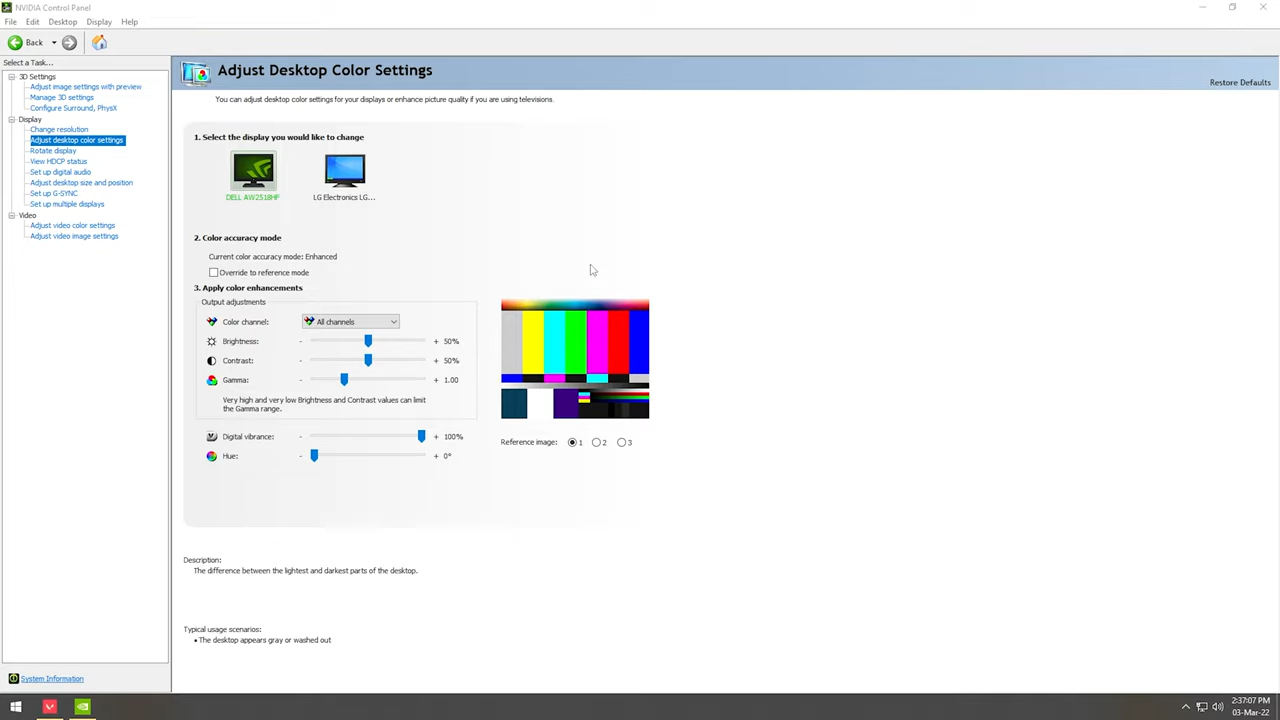 NVIDIA Control Panel
File Edit Desktop Display Help
Back
Select a Task...
3D Settings
Adjust image settings with preview
Manage 3D settings
Configure Surround, PhysX
Display
Change resolution
Adjust desktop color settings
Rotate display
View HDCP status
Set up digital audio
Adjust desktop size and position
Set up G-SYNC
Set up multiple displays
Video
Adjust video color settings
Adjust video image settings
System Information
Adjust Desktop Color Settings
Restore Defaults
You can adjust desktop color settings for your displays or enhance picture quality if you are using televisions.
1. Select the display you would like to change
DELL AW2518HF LG Electronics LG...
2. Color accuracy mode
Current color accuracy mode: Enhanced
Override to reference mode
3. Apply color enhancements
Output adjustments
Color channel: All channels
Brightness: - + 50%
Contrast: - + 50%
Gamma: - + 1.00
Very high and very low Brightness and Contrast values can limit
the Gamma range.
Digital vibrance: - + 100%
Hue: - + 0°
Reference image: 1 2 3
Description:
The difference between the lightest and darkest parts of the desktop.
Typical usage scenarios:
• The desktop appears gray or washed out
2:37:07 PM
03-Mar-22